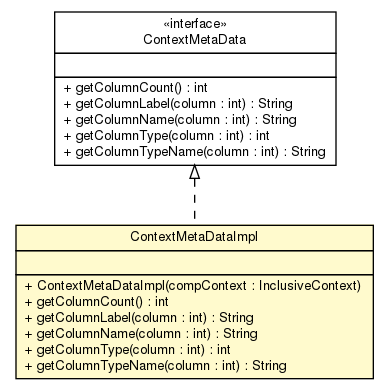 «interface»
ContextMetaData
+ getColumnCount() : int
+ getColumnLabel(column : int) : String
+ getColumnName(column : int) : String
+ getColumnType(column : int) : int
+ getColumnTypeName(column : int) : String
ContextMetaDataImpl
+ ContextMetaDataImpl(compContext : InclusiveContext)
+ getColumnCount() : int
+ getColumnLabel(column : int) : String
+ getColumnName(column : int) : String
+ getColumnType(column : int) : int
+ getColumnTypeName(column : int) : String